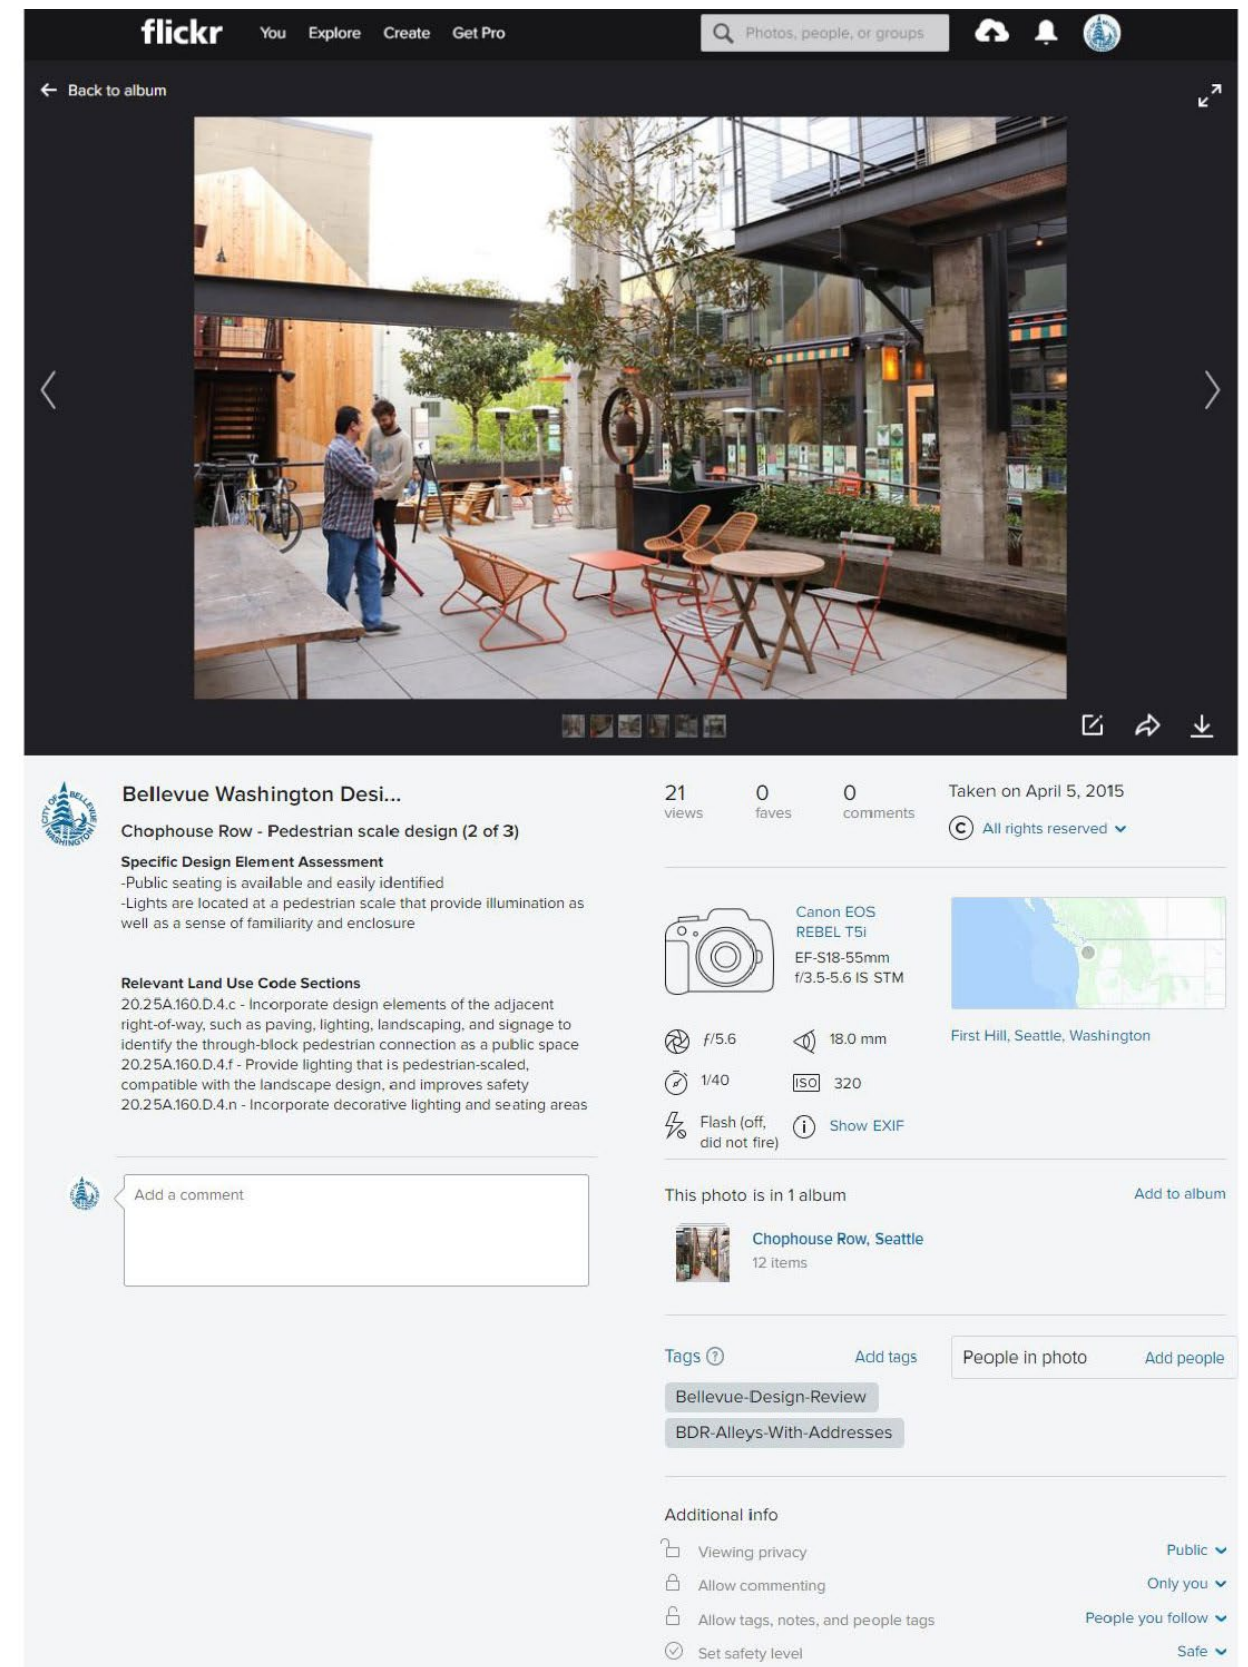 flickr You Explore Create Get Pro Photos, people, or groups
Back to album
CITY OF BELLEVUE WASHINGTON
Bellevue Washington Desi...
Chophouse Row - Pedestrian scale design (2 of 3)
Specific Design Element Assessment
-Public seating is available and easily identified
-Lights are located at a pedestrian scale that provide illumination as
well as a sense of familiarity and enclosure
Relevant Land Use Code Sections
20.25A.160.D.4.c - Incorporate design elements of the adjacent
right-of-way, such as paving, lighting, landscaping, and signage to
identify the through-block pedestrian connection as a public space
20.25A.160.D.4.f - Provide lighting that is pedestrian-scaled,
compatible with the landscape design, and improves safety
20.25A.160.D.4.n - Incorporate decorative lighting and seating areas
Add a comment
21 0 0
views faves comments
Taken on April 5, 2015
C All rights reserved
Canon EOS
REBEL T5i
EF-S18-55mm
f/3.5-5.6 IS STM
ƒ/5.6 18.0 mm
1/40 ISO 320
Flash (off,
did not fire)
Show EXIF
First Hill, Seattle, Washington
This photo is in 1 album Add to album
Chophouse Row, Seattle
12 items
Tags ? Add tags
Bellevue-Design-Review
BDR-Alleys-With-Addresses
People in photo Add people
Additional info
Viewing privacy Public
Allow commenting Only you
Allow tags, notes, and people tags People you follow
Set safety level Safe